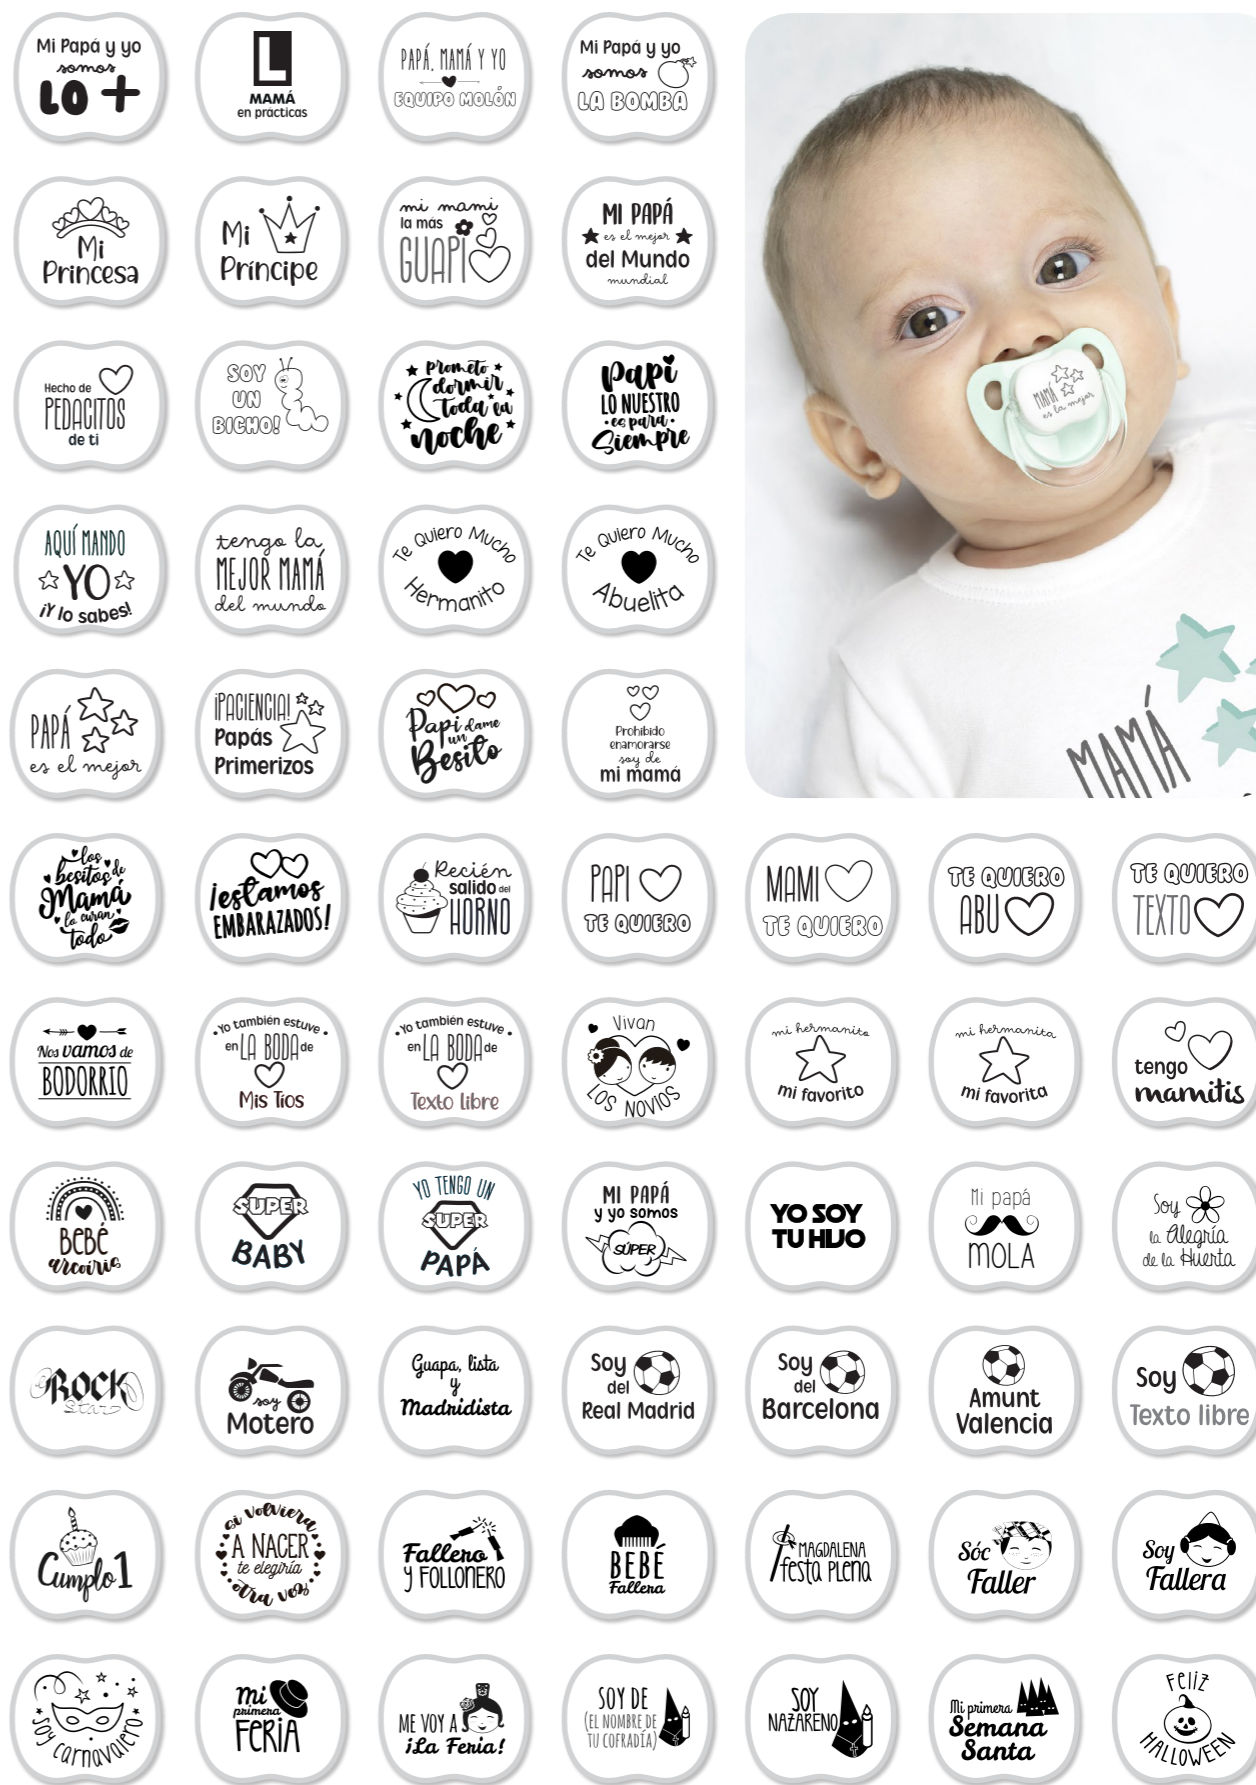 Mi Papá y yo
somos
LO +
L
MAMÁ
en prácticas
PAPÁ, MAMÁ Y YO
EQUIPO MOLÓN
Mi Papá y yo
somos
LA BOMBA
Mi
Princesa
Mi
Príncipe
mi mami
la más
GUAPI
MI PAPÁ
es el mejor
del Mundo
mundial
Hecho de
PEDACITOS
de ti
SOY
UN
BICHO!
prometo
dormir
toda la
noche
Papi
LO NUESTRO
es para
Siempre
MAMÁ
es la mejor
AQUÍ MANDO
YO
¡Y lo sabes!
tengo la
MEJOR MAMÁ
del mundo
Te Quiero Mucho
Hermanito
Te Quiero Mucho
Abuelita
PAPÁ
es el mejor
¡PACIENCIA!
Papás
Primerizos
Papi dame
un
Besito
Prohibido
enamorarse
soy de
mi mamá
MAMÁ
los
besitos de
Mamá
lo curan
todo
¡estamos
EMBARAZADOS!
Recién
salido del
HORNO
PAPI
TE QUIERO
MAMI
TE QUIERO
TE QUIERO
ABU
TE QUIERO
TEXTO
Nos vamos de
BODORRIO
Yo también estuve
en LA BODA de
Mis Tíos
Yo también estuve
en LA BODA de
Texto libre
Vivan
LOS NOVIOS
mi hermanito
mi favorito
mi hermanita
mi favorita
tengo
mamitis
BEBÉ
arcoiris
SUPER
BABY
YO TENGO UN
SUPER
PAPÁ
MI PAPÁ
y yo somos
SÚPER
YO SOY
TU HIJO
Mi papá
MOLA
Soy
la Alegría
de la Huerta
ROCK
Star
soy
Motero
Guapa, lista
y
Madridista
Soy
del
Real Madrid
Soy
del
Barcelona
Amunt
Valencia
Soy
Texto libre
Cumplo 1
si volviera
A NACER
te elegiría
otra vez
Fallero
y FOLLONERO
BEBÉ
Fallera
MAGDALENA
festa plena
Sóc
Faller
Soy
Fallera
Soy carnavalero
Mi
primera
FERIA
ME VOY A
¡La Feria!
SOY DE
(EL NOMBRE DE
TU COFRADÍA)
SOY
NAZARENO
Mi primera
Semana
Santa
FELIZ
HALLOWEEN